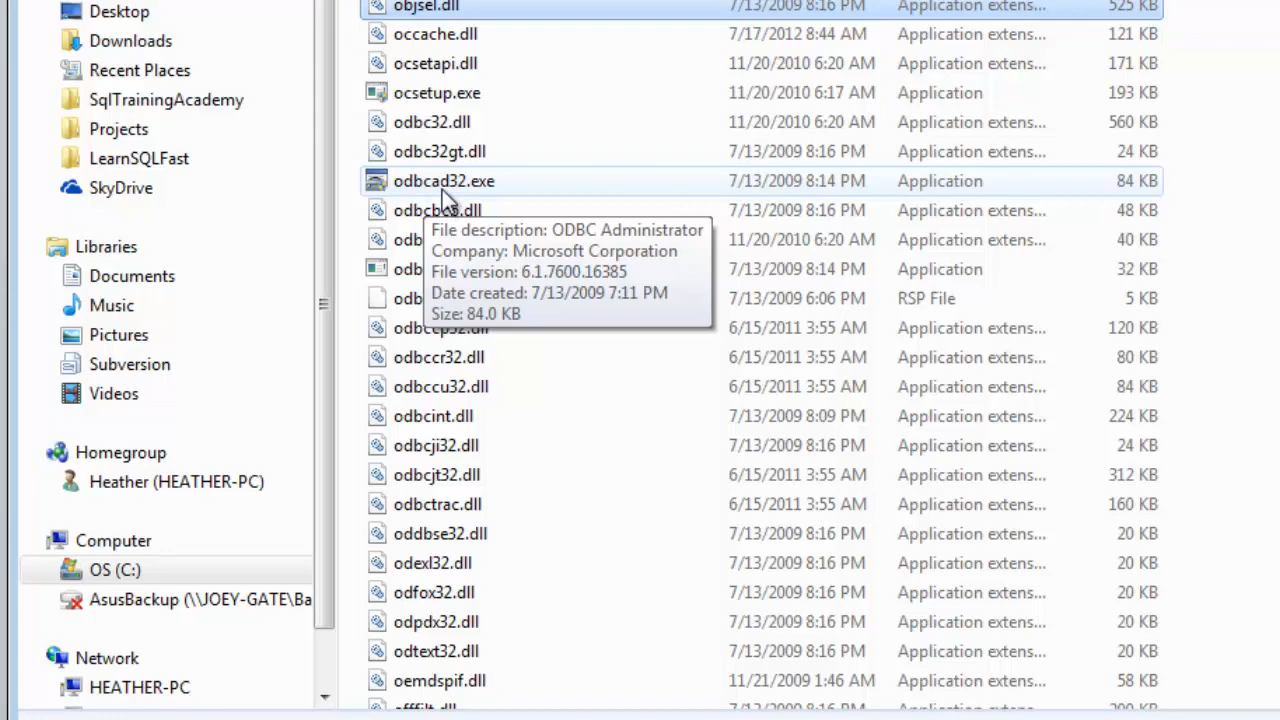 Desktop
Downloads
Recent Places
SqlTrainingAcademy
Projects
LearnSQLFast
SkyDrive
Libraries
Documents
Music
Pictures
Subversion
Videos
Homegroup
Heather (HEATHER-PC)
Computer
OS (C:)
AsusBackup (\\JOEY-GATE\Ba
Network
HEATHER-PC
objsel.dll 7/13/2009 8:16 PM Application extens... 525 KB
occache.dll 7/17/2012 8:44 AM Application extens... 121 KB
ocsetapi.dll 11/20/2010 6:20 AM Application extens... 171 KB
ocsetup.exe 11/20/2010 6:17 AM Application 193 KB
odbc32.dll 11/20/2010 6:20 AM Application extens... 560 KB
odbc32gt.dll 7/13/2009 8:16 PM Application extens... 24 KB
odbcad32.exe 7/13/2009 8:14 PM Application 84 KB
7/13/2009 8:16 PM Application extens... 48 KB
File description: ODBC Administrator
Company: Microsoft Corporation
File version: 6.1.7600.16385
Date created: 7/13/2009 7:11 PM
Size: 84.0 KB
odb 11/20/2010 6:20 AM Application extens... 40 KB
odb 7/13/2009 8:14 PM Application 32 KB
odb 7/13/2009 6:06 PM RSP File 5 KB
odbccp32.dll 6/15/2011 3:55 AM Application extens... 120 KB
odbccr32.dll 6/15/2011 3:55 AM Application extens... 80 KB
odbccu32.dll 6/15/2011 3:55 AM Application extens... 84 KB
odbcint.dll 7/13/2009 8:09 PM Application extens... 224 KB
odbcji32.dll 7/13/2009 8:16 PM Application extens... 24 KB
odbcjt32.dll 6/15/2011 3:55 AM Application extens... 312 KB
odbctrac.dll 6/15/2011 3:55 AM Application extens... 160 KB
oddbse32.dll 7/13/2009 8:16 PM Application extens... 20 KB
odexl32.dll 7/13/2009 8:16 PM Application extens... 20 KB
odfox32.dll 7/13/2009 8:16 PM Application extens... 20 KB
odpdx32.dll 7/13/2009 8:16 PM Application extens... 20 KB
odtext32.dll 7/13/2009 8:16 PM Application extens... 20 KB
oemdspif.dll 11/21/2010 1:46 AM Application extens... 58 KB